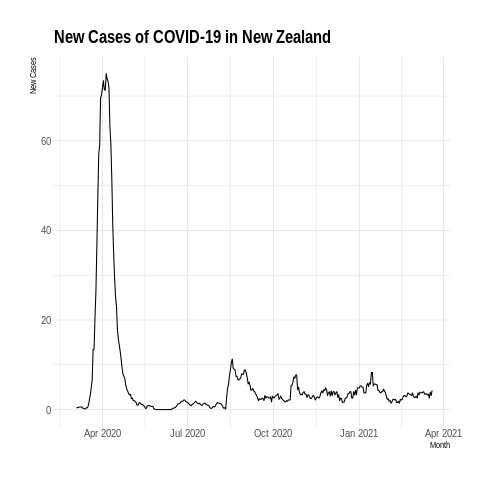 New Cases of COVID-19 in New Zealand
New Cases
60
40
20
0
Apr 2020 Jul 2020 Oct 2020 Jan 2021 Apr 2021
Month